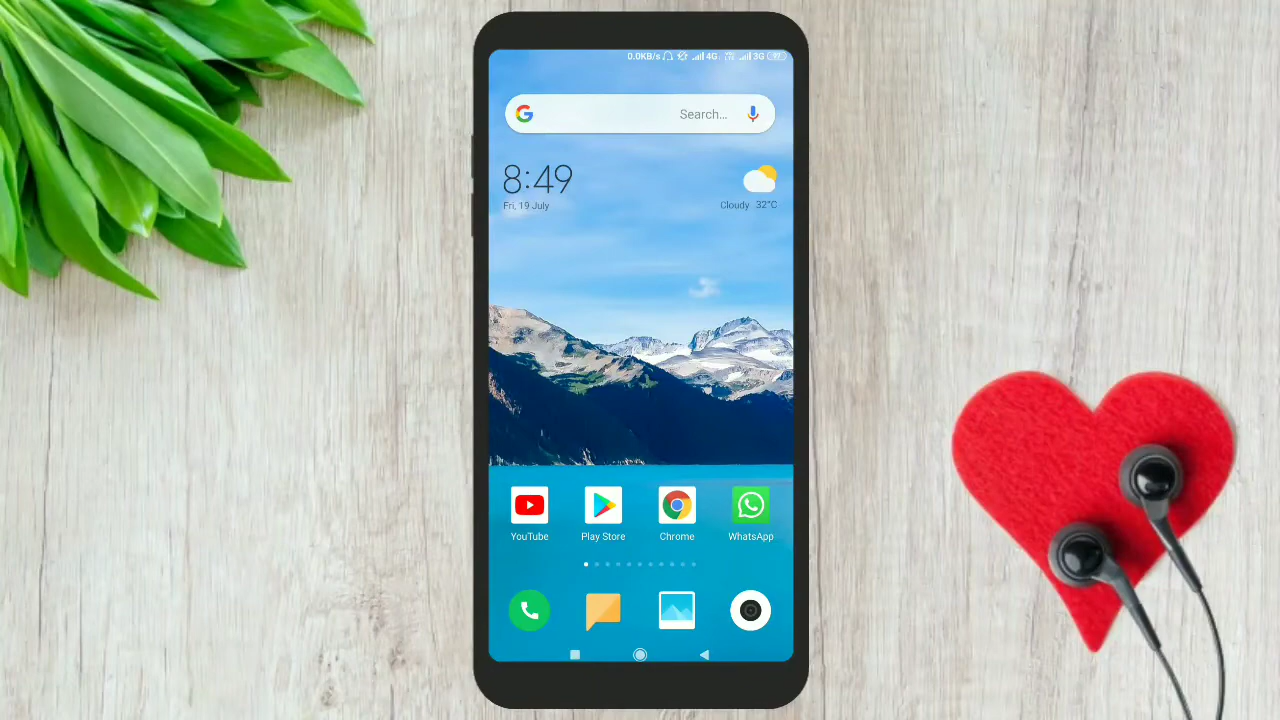 0.0KB/s 4G 3G
Search...
8:49
Fri, 19 July
Cloudy 32°C
YouTube
Play Store
Chrome
WhatsApp